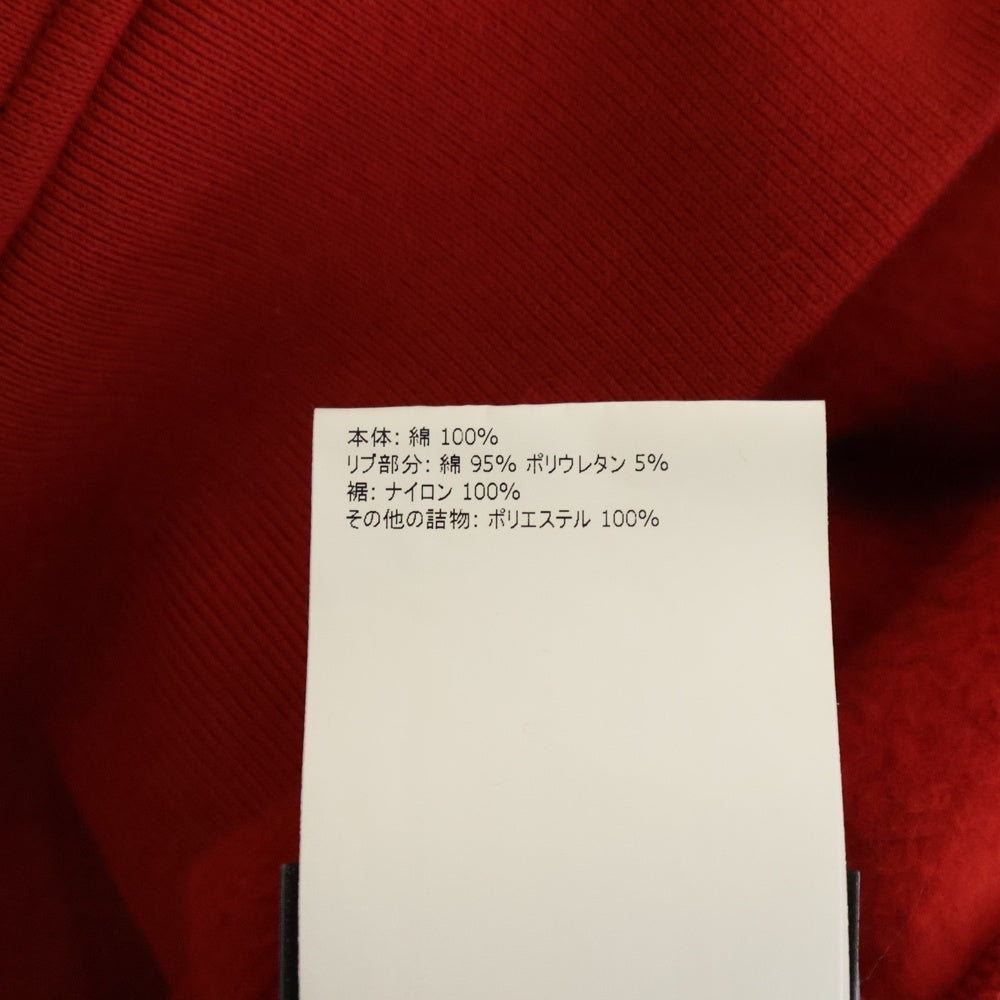 本体: 綿 100%
リブ部分: 綿 95% ポリウレタン 5%
裾: ナイロン 100%
その他の詰物: ポリエステル 100%